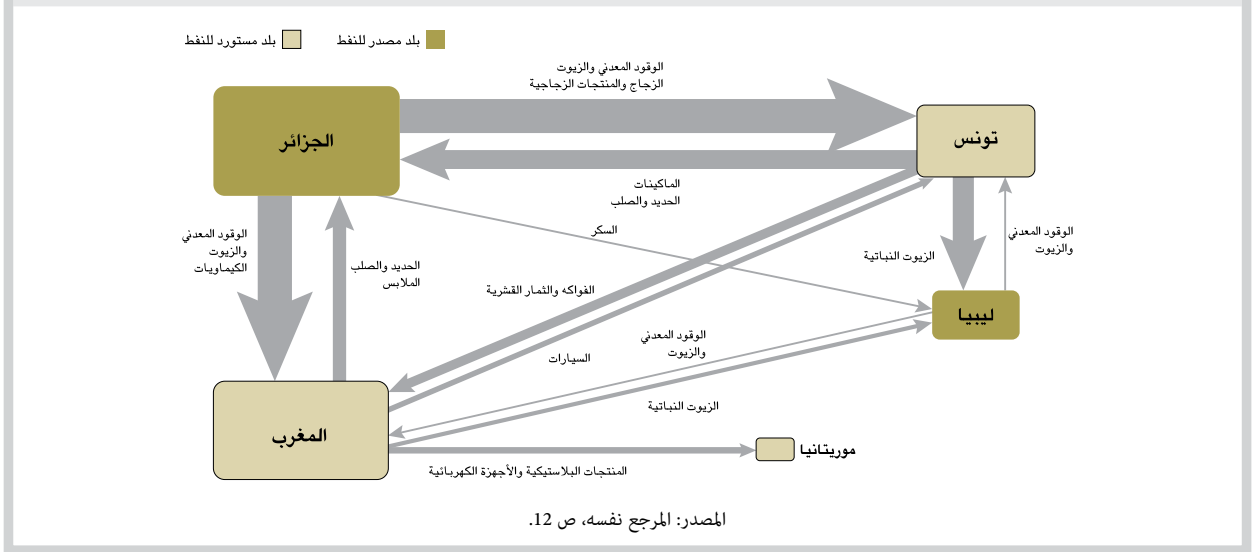 بلد مصدر للنفط
بلد مستورد للنفط
الوقود المعدني والزيوت
الزجاج والمنتجات الزجاجية
الجزائر
تونس
الماكينات
الحديد والصلب
السكر
الوقود المعدني
والزيوت
الزيوت النباتية
الوقود المعدني
والزيوت
الكيماويات
الحديد والصلب
الملابس
الفواكه والثمار القشرية
ليبيا
الوقود المعدني
والزيوت
السيارات
الزيوت النباتية
المغرب
موريتانيا
المنتجات البلاستيكية والأجهزة الكهربائية
المصدر: المرجع نفسه، ص 12.